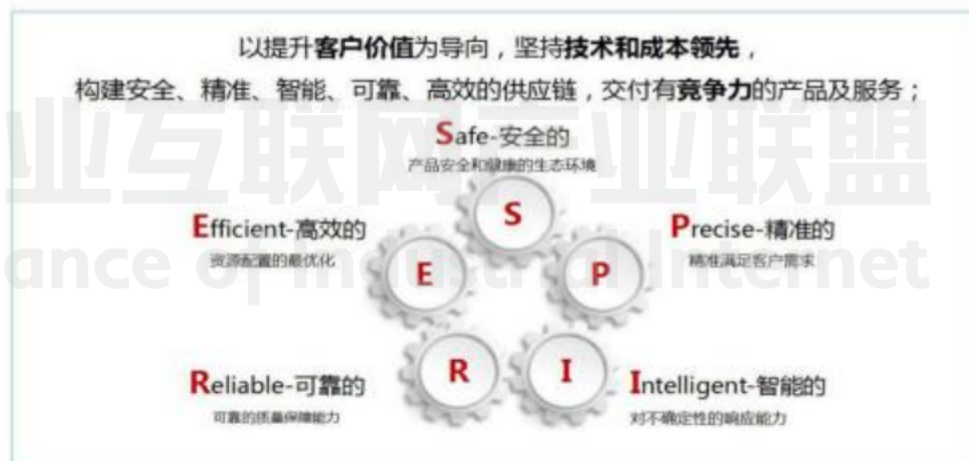 以提升客户价值为导向，坚持技术和成本领先，
构建安全、精准、智能、可靠、高效的供应链，交付有竞争力的产品及服务；
Safe-安全的
产品安全和健康的生态环境
Efficient-高效的
资源配置的最优化
Precise-精准的
精准满足客户需求
S
E
P
R
I
Reliable-可靠的
可靠的质量保障能力
Intelligent-智能的
对不确定性的响应能力
业互联网产业联盟
ance of Industrial Internet